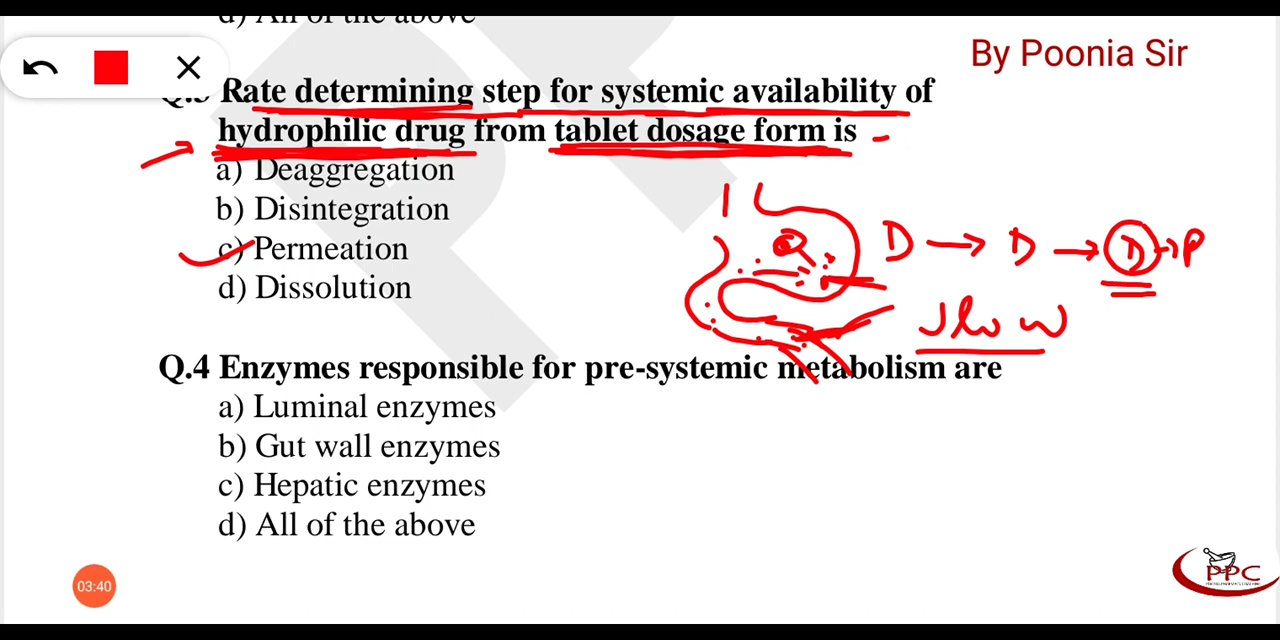 d) All of the above
By Poonia Sir
Q.3 Rate determining step for systemic availability of
hydrophilic drug from tablet dosage form is
a) Deaggregation
b) Disintegration
c) Permeation
d) Dissolution
D → D → D → P
slow
Q.4 Enzymes responsible for pre-systemic metabolism are
a) Luminal enzymes
b) Gut wall enzymes
c) Hepatic enzymes
d) All of the above
03:40
PPC